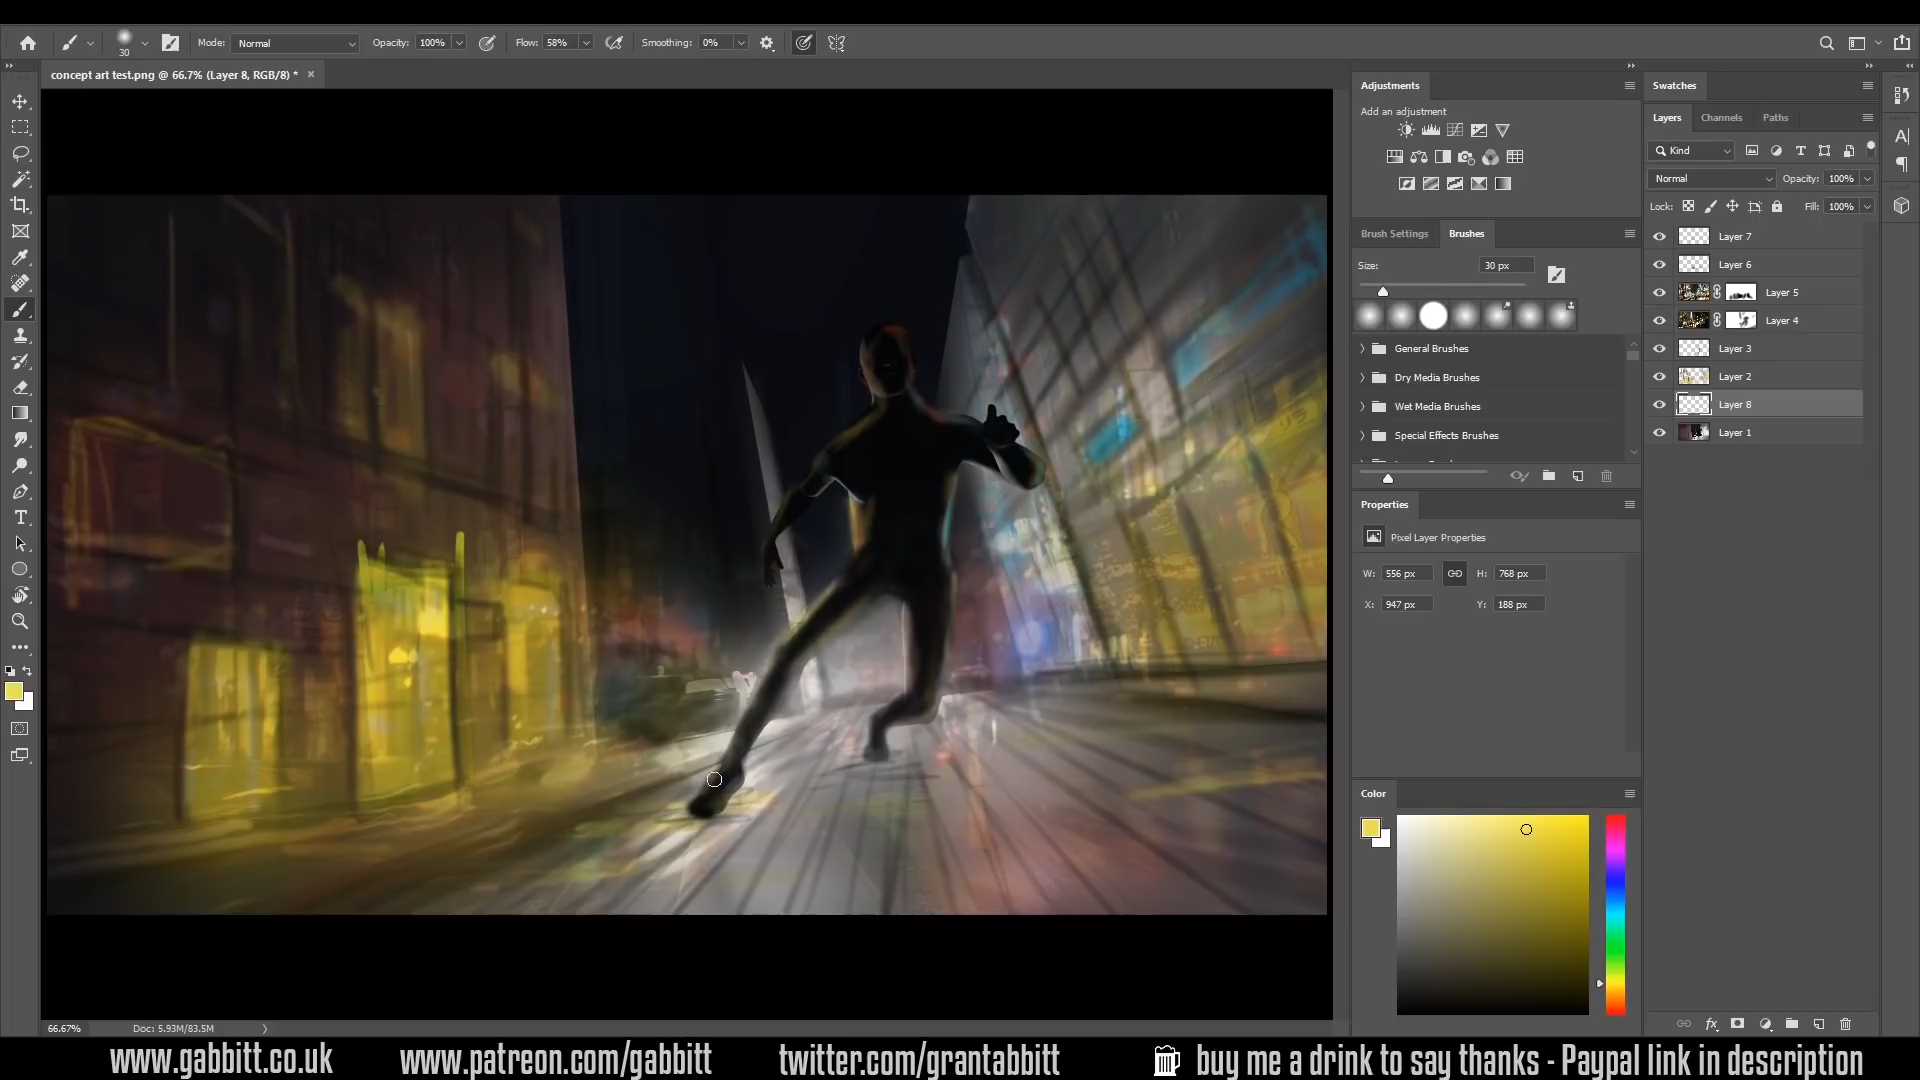 30
Mode: Normal
Opacity: 100%
Flow: 58%
Smoothing: 0%
concept art test.png @ 66.7% (Layer 8, RGB/8) *
Adjustments
Add an adjustment
Brush Settings
Brushes
Size: 30 px
General Brushes
Dry Media Brushes
Wet Media Brushes
Special Effects Brushes
Properties
Pixel Layer Properties
W: 556 px
H: 768 px
X: 947 px
Y: 188 px
Color
Swatches
Layers
Channels
Paths
Kind
Normal
Opacity: 100%
Lock:
Fill: 100%
Layer 7
Layer 6
Layer 5
Layer 4
Layer 3
Layer 2
Layer 8
Layer 1
66.67%
Doc: 5.93M/83.5M
www.gabbitt.co.uk
www.patreon.com/gabbitt
twitter.com/grantabbitt
buy me a drink to say thanks - Paypal link in description